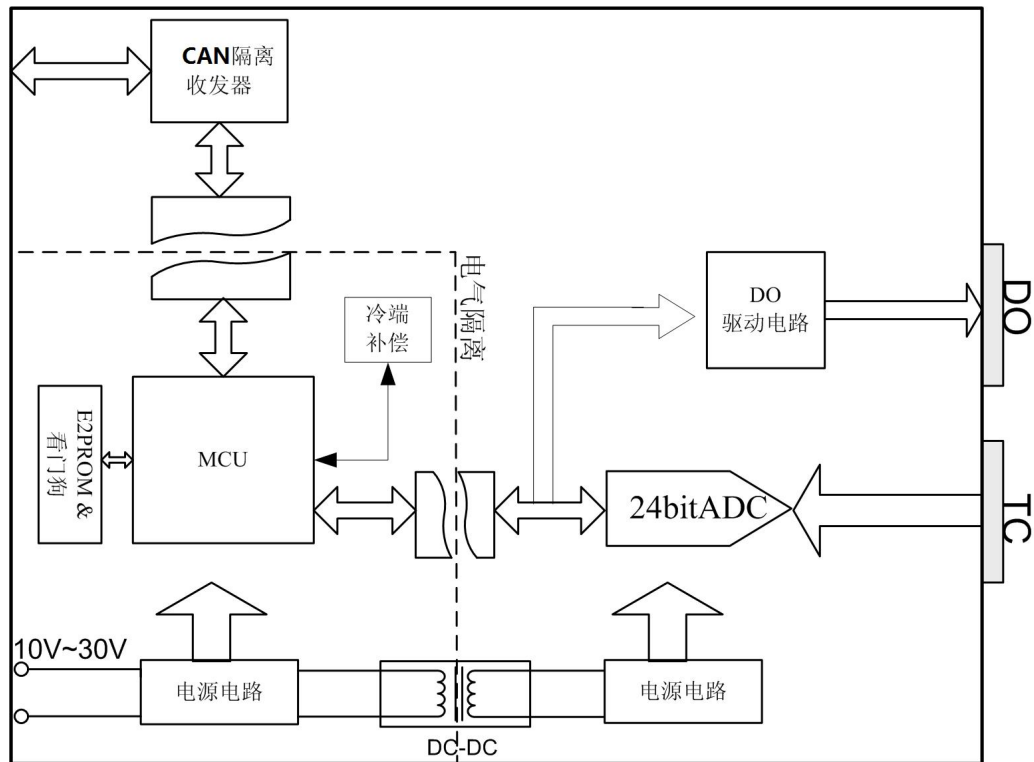 CAN隔离
收发器
电气隔离
冷端
补偿
DO
驱动电路
DO
E2PROM &
看门狗
MCU
24bitADC
TC
10V~30V
电源电路
电源电路
DC-DC